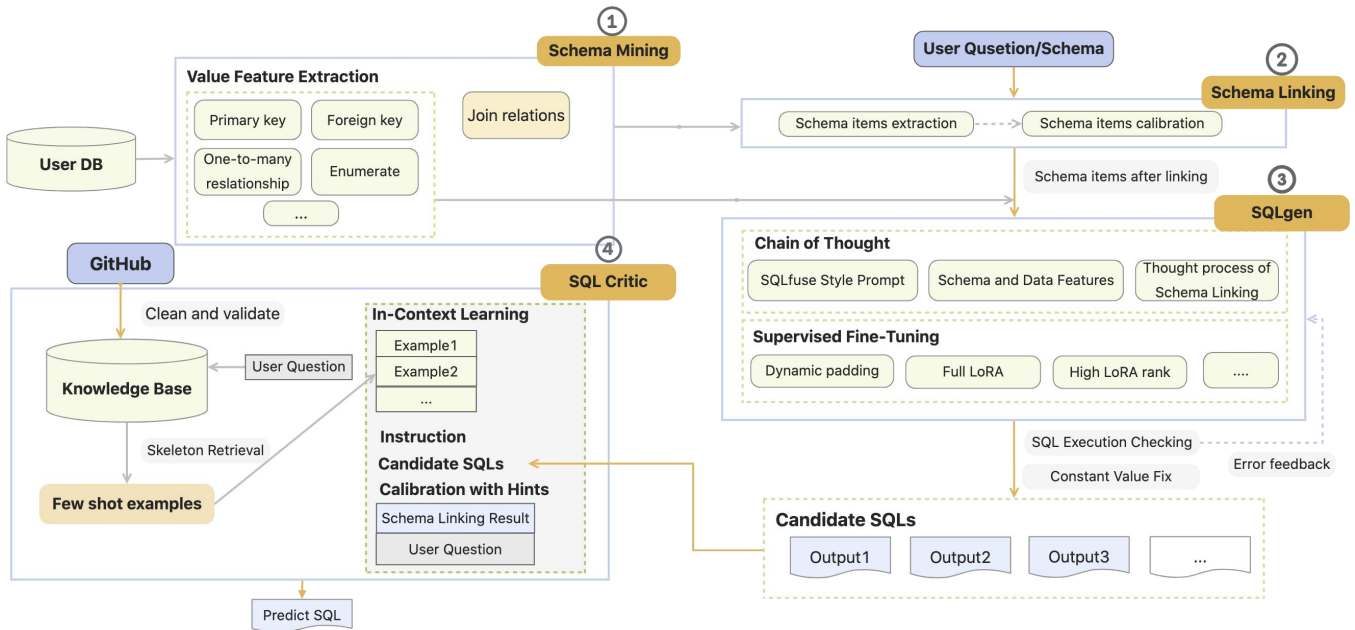 1
Schema Mining
Value Feature Extraction
Primary key
Foreign key
One-to-many
reslationship
Enumerate
...
Join relations
User DB
User Qusetion/Schema
2
Schema Linking
Schema items extraction
Schema items calibration
Schema items after linking
3
SQLgen
Chain of Thought
SQLfuse Style Prompt
Schema and Data Features
Thought process of
Schema Linking
Supervised Fine-Tuning
Dynamic padding
Full LoRA
High LoRA rank
....
SQL Execution Checking
Constant Value Fix
Error feedback
Candidate SQLs
Output1
Output2
Output3
...
4
SQL Critic
GitHub
Clean and validate
Knowledge Base
User Question
Skeleton Retrieval
Few shot examples
In-Context Learning
Example1
Example2
...
Instruction
Candidate SQLs
Calibration with Hints
Schema Linking Result
User Question
Predict SQL